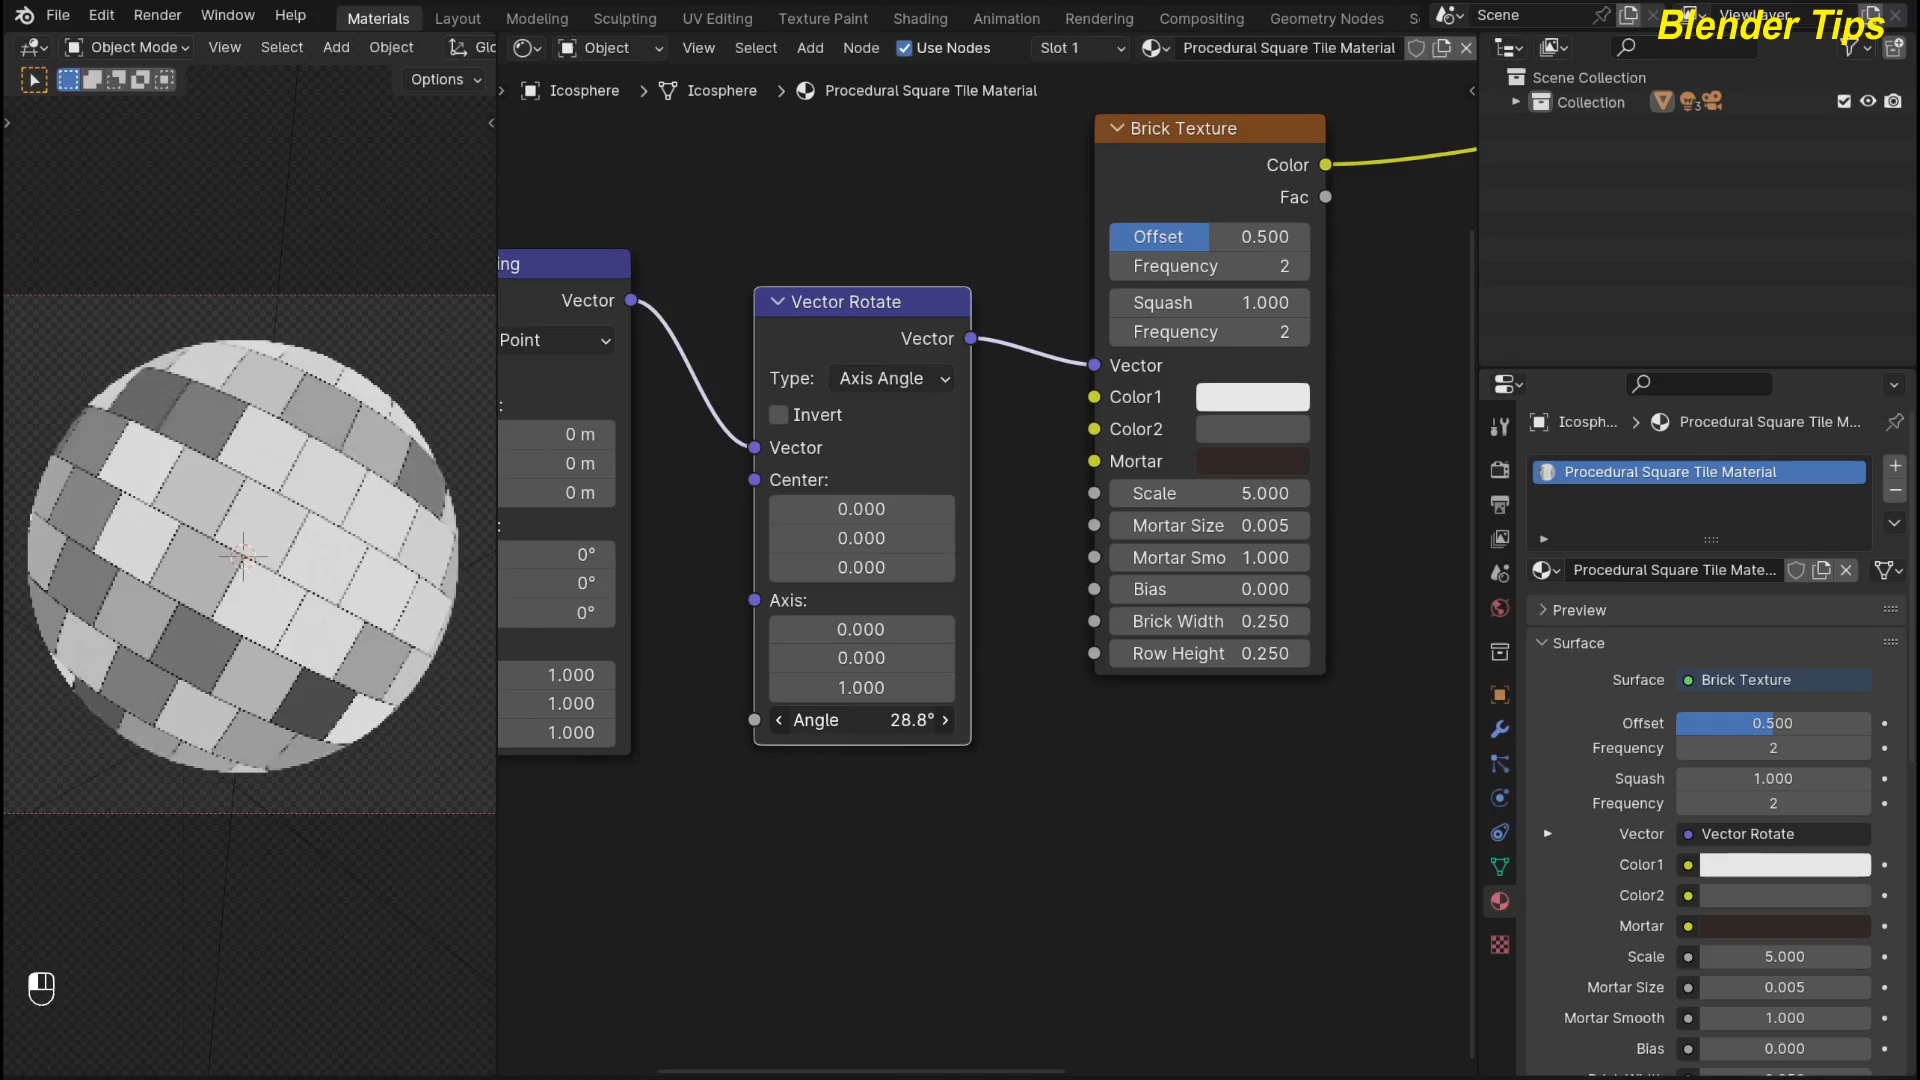 File Edit Render Window Help Materials Layout Modeling Sculpting UV Editing Texture Paint Shading Animation Rendering Compositing Geometry Nodes
Scene
ViewLayer
Blender Tips
Object Mode View Select Add Object
Options
Object View Select Add Node Use Nodes Slot 1 Procedural Square Tile Material
Icosphere Icosphere Procedural Square Tile Material
Scene Collection
Collection 3
ing
Vector
Point
:
0 m
0 m
0 m
:
0°
0°
0°
1.000
1.000
1.000
Vector Rotate
Vector
Type: Axis Angle
Invert
Vector
Center:
0.000
0.000
0.000
Axis:
0.000
0.000
1.000
Angle 28.8°
Brick Texture
Color
Fac
Offset 0.500
Frequency 2
Squash 1.000
Frequency 2
Vector
Color1
Color2
Mortar
Scale 5.000
Mortar Size 0.005
Mortar Smo 1.000
Bias 0.000
Brick Width 0.250
Row Height 0.250
Icosph... Procedural Square Tile M...
Procedural Square Tile Material
Procedural Square Tile Mate...
Preview
Surface
Surface Brick Texture
Offset 0.500
Frequency 2
Squash 1.000
Frequency 2
Vector Vector Rotate
Color1
Color2
Mortar
Scale 5.000
Mortar Size 0.005
Mortar Smooth 1.000
Bias 0.000